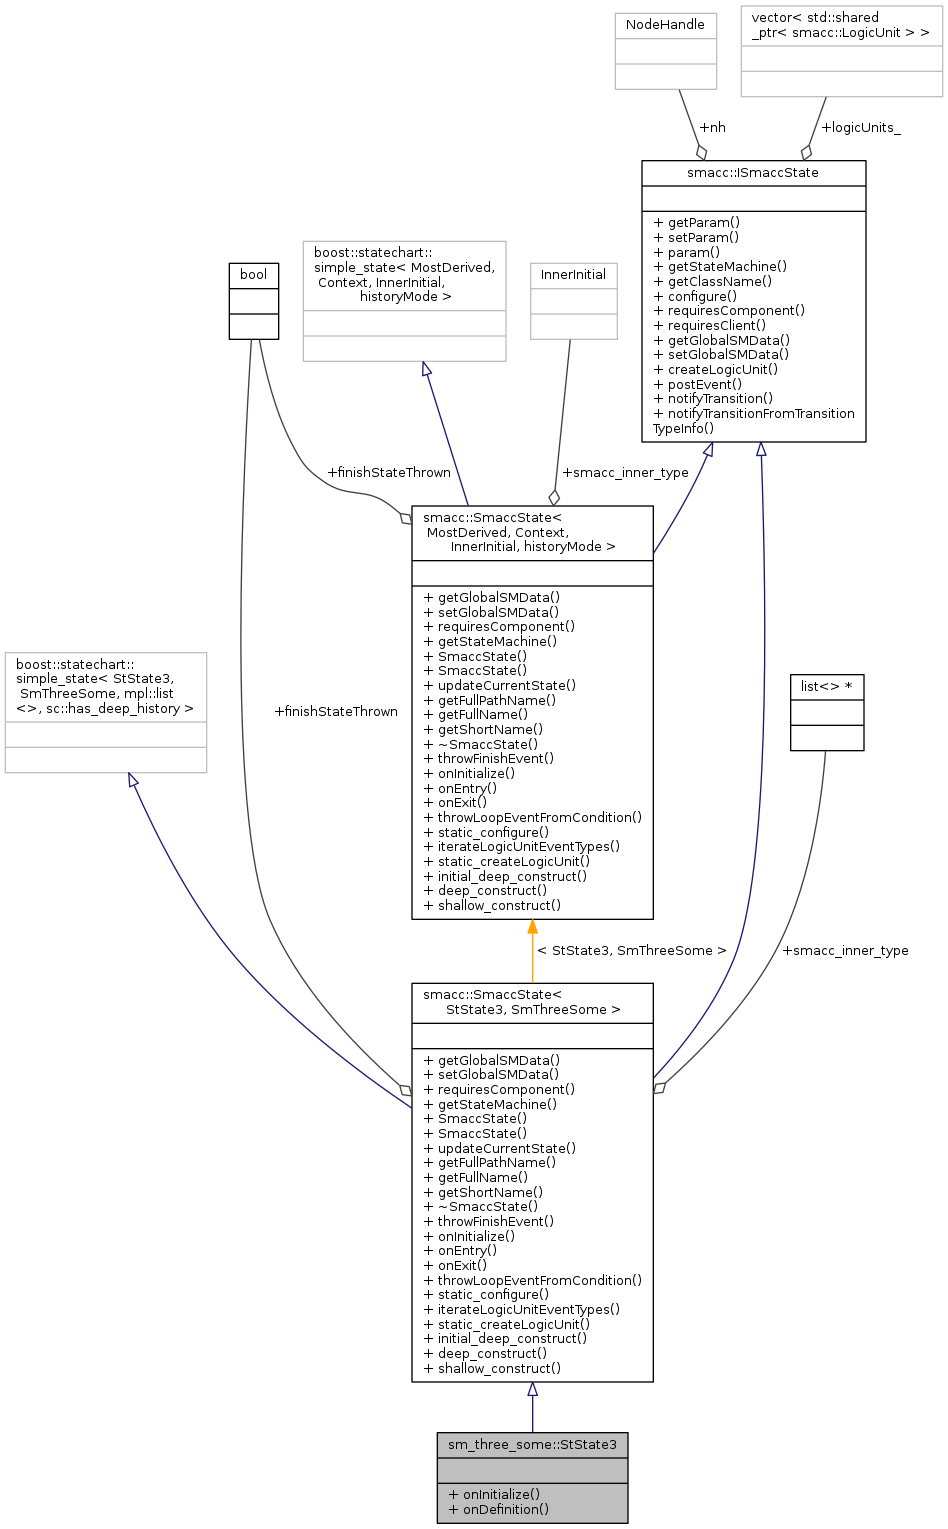 NodeHandle
vector< std::shared
_ptr< smacc::LogicUnit > >
+nh
+logicUnits_
smacc::ISmaccState
+ getParam()
+ setParam()
+ param()
+ getStateMachine()
+ getClassName()
+ configure()
+ requiresComponent()
+ requiresClient()
+ getGlobalSMData()
+ setGlobalSMData()
+ createLogicUnit()
+ postEvent()
+ notifyTransition()
+ notifyTransitionFromTransition
TypeInfo()
boost::statechart::
simple_state< MostDerived,
Context, InnerInitial,
historyMode >
bool
InnerInitial
+finishStateThrown
+smacc_inner_type
smacc::SmaccState<
MostDerived, Context,
InnerInitial, historyMode >
+ getGlobalSMData()
+ setGlobalSMData()
+ requiresComponent()
+ getStateMachine()
+ SmaccState()
+ SmaccState()
+ updateCurrentState()
+ getFullPathName()
+ getFullName()
+ getShortName()
+ ~SmaccState()
+ throwFinishEvent()
+ onInitialize()
+ onEntry()
+ onExit()
+ throwLoopEventFromCondition()
+ static_configure()
+ iterateLogicUnitEventTypes()
+ static_createLogicUnit()
+ initial_deep_construct()
+ deep_construct()
+ shallow_construct()
boost::statechart::
simple_state< StState3,
SmThreeSome, mpl::list
<>, sc::has_deep_history >
+finishStateThrown
list<> *
< StState3, SmThreeSome >
+smacc_inner_type
smacc::SmaccState<
StState3, SmThreeSome >
+ getGlobalSMData()
+ setGlobalSMData()
+ requiresComponent()
+ getStateMachine()
+ SmaccState()
+ SmaccState()
+ updateCurrentState()
+ getFullPathName()
+ getFullName()
+ getShortName()
+ ~SmaccState()
+ throwFinishEvent()
+ onInitialize()
+ onEntry()
+ onExit()
+ throwLoopEventFromCondition()
+ static_configure()
+ iterateLogicUnitEventTypes()
+ static_createLogicUnit()
+ initial_deep_construct()
+ deep_construct()
+ shallow_construct()
sm_three_some::StState3
+ onInitialize()
+ onDefinition()